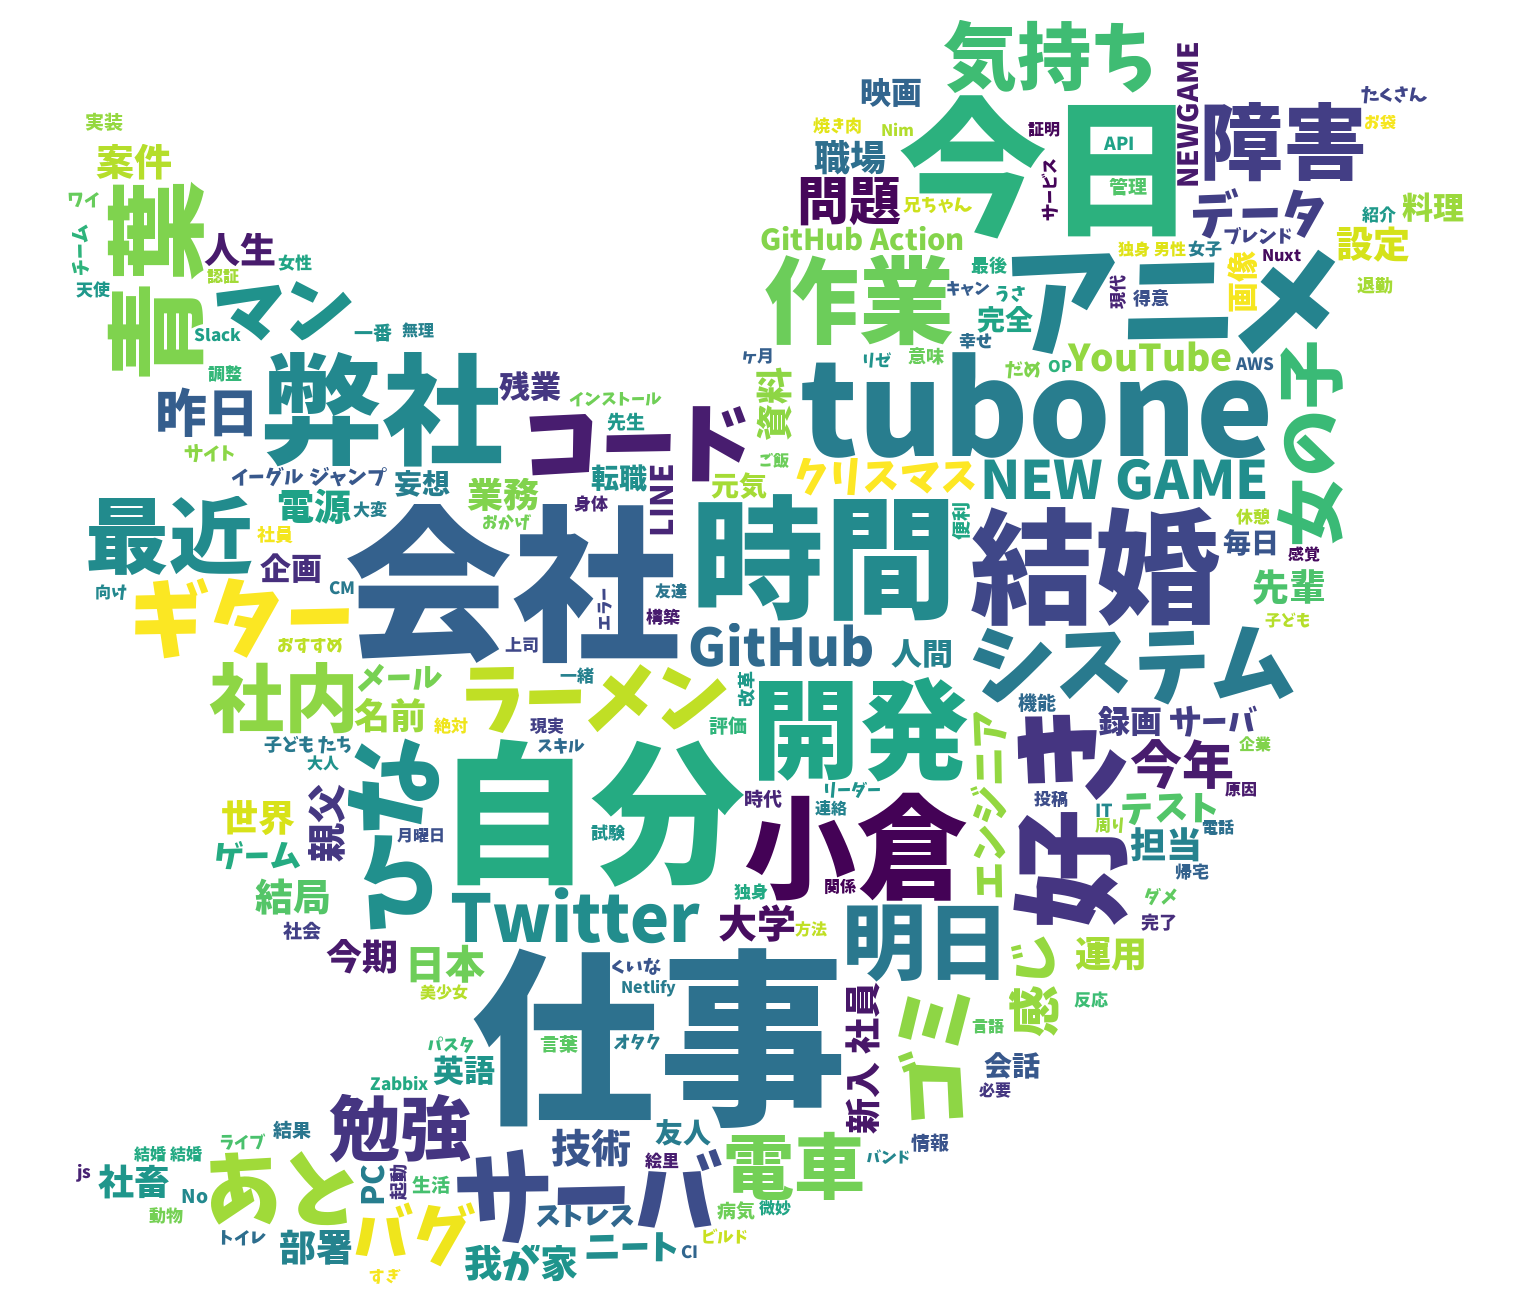 気持ち
映画
たくさん
NEWGAME
今日
障害
お袋
実装
焼き肉
Nim
証明
API
案件
職場
サービス
管理
問題
兄ちゃん
データ
料理
紹介
ワイ
青葉
人生
チーム
女性
GitHub Action
ブレンド
設定
独身 男性
女子
Nuxt
認証
天使
マン
最後
アニメ
画像
作業
キャン
うさ
現代
得意
退勤
完全
Slack
一番
無理
幸せ
ヶ月
リゼ
意味
YouTube
だめ
OP
AWS
女の子
調整
弊社
残業
tubone
資料
昨日
インストール
コード
先生
サイト
ご飯
クリスマス
NEW GAME
イーグル ジャンプ
妄想
転職
LINE
元気
電源
大変
業務
身体
おかげ
最近
社員
時間
便利
結婚
休憩
毎日
感覚
企画
会社
CM
向け
友達
先輩
ギター
エラー
構築
子ども
おすすめ
上司
GitHub
人間
システム
社内
メール
一緒
ラーメン
改革
開発
機能
名前
絶対
現実
評価
エンジニア
好き
録画
サーバ
子ども たち
スキル
企業
大人
ひな
自分
今年
原因
リーダー
時代
連絡
投稿
IT
テスト
世界
親父
月曜日
試験
小倉
周り
電話
ゲーム
担当
帰宅
結局
独身
関係
ダメ
社会
Twitter
大学
方法
明日
完了
今期
日本
くいな
感じ
運用
美少女
仕事
Netlify
新入 社員
ゴミ
反応
言語
パスタ
言葉
オタク
英語
会話
Zabbix
必要
勉強
結果
ライブ
技術
友人
電車
情報
結婚 結婚
絵里
バンド
js
社畜
No
あと
PC
起動
生活
サーバ
動物
ストレス
病気
微妙
トイレ
部署
バグ
我が家
ニート
CI
ビルド
すぎ